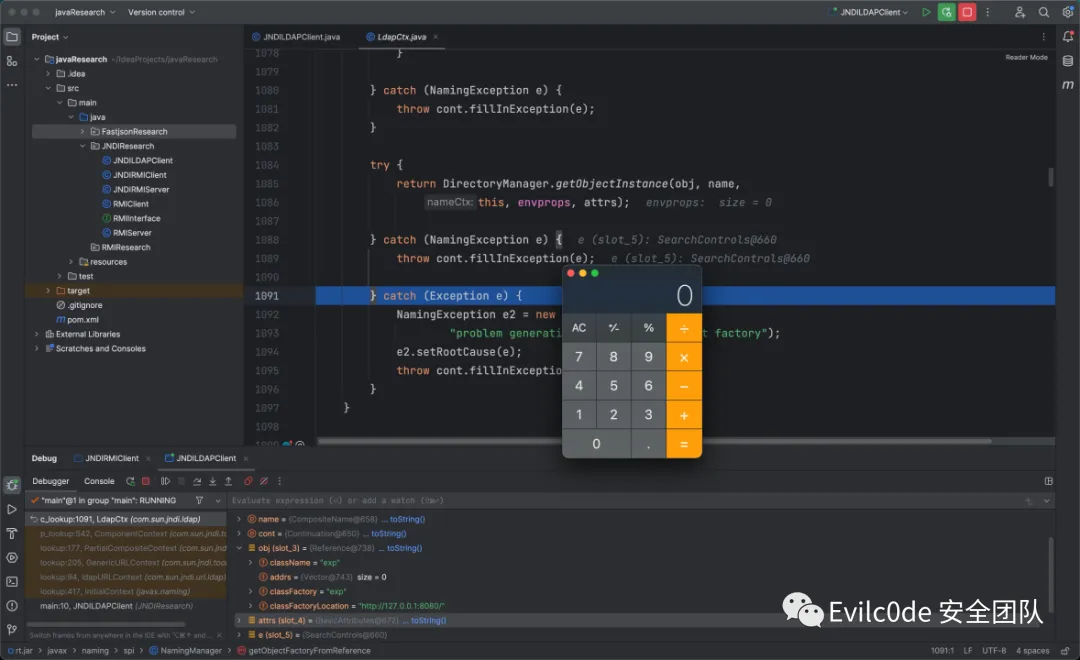 javaResearch
Version control
JNDILDAPClient
Project
JNDILDAPClient.java
LdapCtx.java
javaResearch ~/IdeaProjects/javaResearch
.idea
src
main
java
FastjsonResearch
JNDIResearch
JNDILDAPClient
JNDIRMIClient
JNDIRMIServer
RMIClient
RMIInterface
RMIServer
RMIResearch
resources
test
target
.gitignore
pom.xml
External Libraries
Scratches and Consoles
Reader Mode
1078 }
1079
1080 } catch (NamingException e) {
1081 throw cont.fillInException(e);
1082 }
1083
1084 try {
1085 return DirectoryManager.getObjectInstance(obj, name,
1086 nameCtx: this, envprops, attrs); envprops: size = 0
1087
1088 } catch (NamingException e) { e (slot_5): SearchControls@660
1089 throw cont.fillInException(e); e (slot_5): SearchControls@660
1090
1091 } catch (Exception e) {
1092 NamingException e2 = new
1093 "problem generati t factory");
1094 e2.setRootCause(e);
1095 throw cont.fillInExceptio
1096 }
1097 }
1098
0
AC +∕- % ÷
7 8 9 ×
4 5 6 −
1 2 3 +
0 . =
Debug
JNDIRMIClient
JNDILDAPClient
Debugger
Console
"main"@1 in group "main": RUNNING
Evaluate expression (⏎) or add a watch (⇧⌘⏎)
c_lookup:1091, LdapCtx (com.sun.jndi.ldap)
p_lookup:542, ComponentContext (com.sun.jndi.to
lookup:177, PartialCompositeContext (com.sun.jnd
lookup:205, GenericURLContext (com.sun.jndi.too
lookup:94, ldapURLContext (com.sun.jndi.url.ldap)
lookup:417, InitialContext (javax.naming)
main:10, JNDILDAPClient (JNDIResearch)
Switch frames from anywhere in the IDE with ⌥⌘↑ and...
name = {CompositeName@658} ... toString()
cont = {Continuation@650} ... toString()
obj (slot_3) = {Reference@738} ... toString()
className = "exp"
addrs = {Vector@743} size = 0
classFactory = "exp"
classFactoryLocation = "http://127.0.0.1:8080/"
attrs (slot_4) = {BasicAttributes@672} ... toString()
e (slot_5) = {SearchControls@660}
Evilc0de 安全团队
rt.jar > javax > naming > spi > NamingManager > getObjectFactoryFromReference
1091:1 LF UTF-8 4 spaces